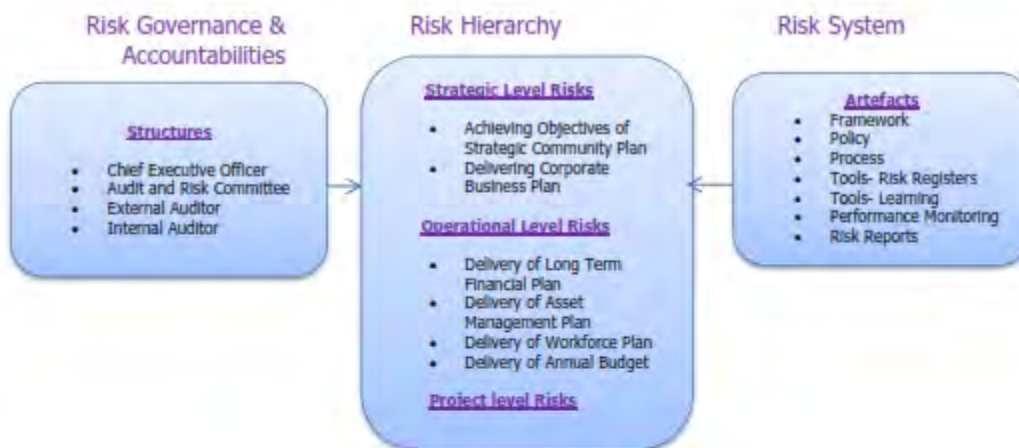 Risk Governance &
Accountabilities
Structures
• Chief Executive Officer
• Audit and Risk Committee
• External Auditor
• Internal Auditor
Risk Hierarchy
Strategic Level Risks
• Achieving Objectives of
Strategic Community Plan
• Delivering Corporate
Business Plan
Operational Level Risks
• Delivery of Long Term
Financial Plan
• Delivery of Asset
Management Plan
• Delivery of Workforce Plan
• Delivery of Annual Budget
Project level Risks
Risk System
Artefacts
• Framework
• Policy
• Process
• Tools- Risk Registers
• Tools- Learning
• Performance Monitoring
• Risk Reports